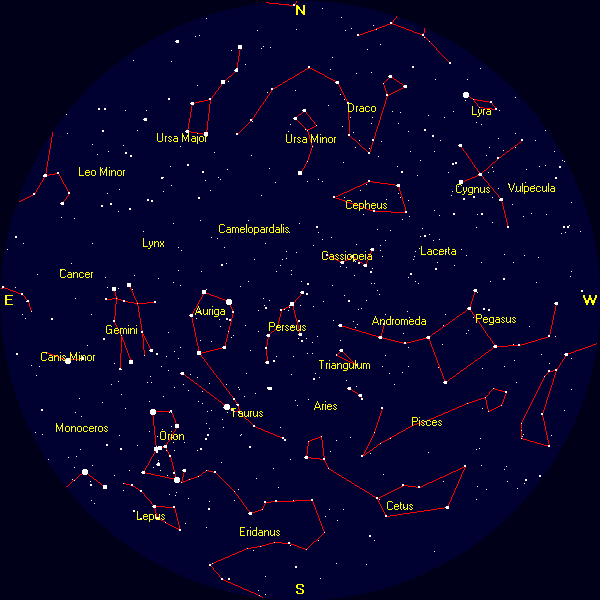 N
Draco
Lyra
Ursa Major
Ursa Minor
Leo Minor
Cygnus
Vulpecula
Cepheus
Camelopardalis
Lynx
Cassiopeia
Lacerta
Cancer
E
W
Auriga
Perseus
Andromeda
Pegasus
Gemini
Canis Minor
Triangulum
Taurus
Aries
Pisces
Monoceros
Orion
Cetus
Lepus
Eridanus
S